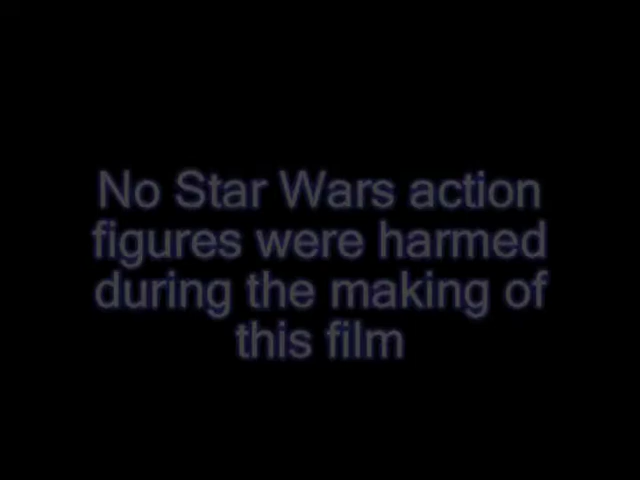 No Star Wars action
figures were harmed
during the making of
this film